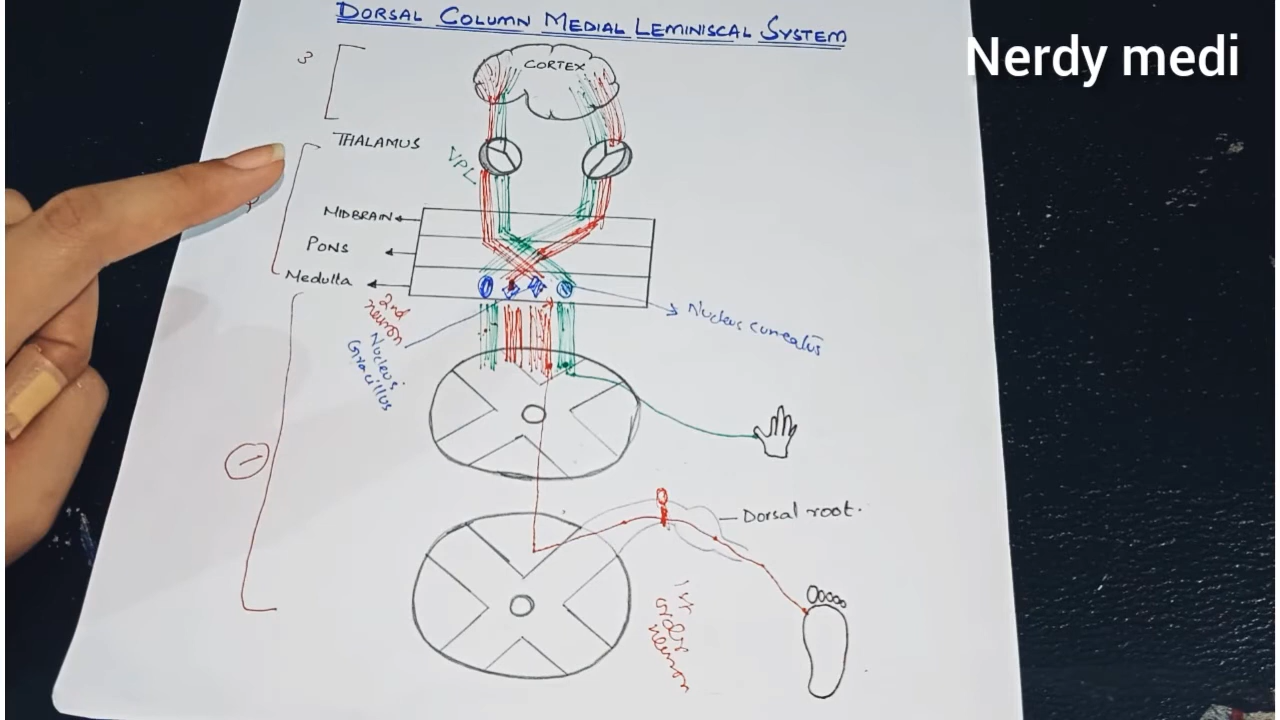 DORSAL COLUMN MEDIAL LEMINISCAL SYSTEM
Nerdy medi
3
CORTEX
THALAMUS
VPL
MIDBRAIN
PONS
Medulla
2nd
neuron
Nucleus cuneatus
Nucleus
Gracillus
1
Dorsal root.
1st
order
neuron